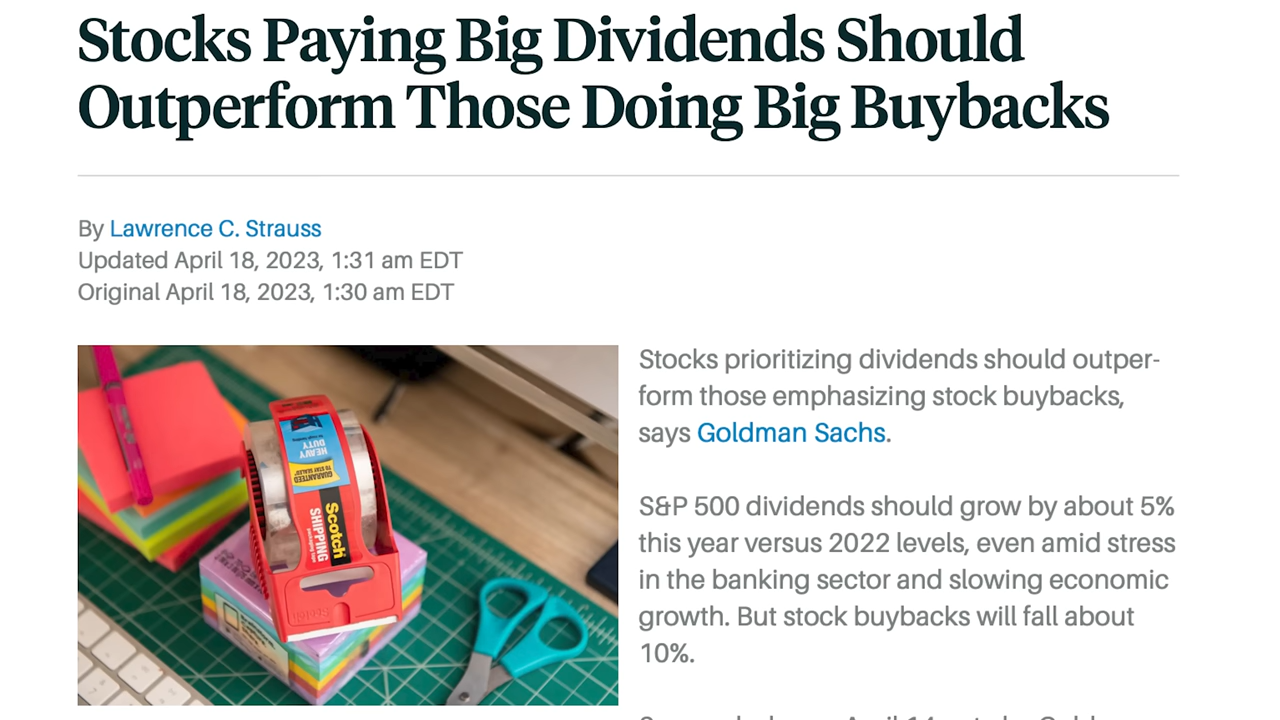 Stocks Paying Big Dividends Should
Outperform Those Doing Big Buybacks
By Lawrence C. Strauss
Updated April 18, 2023, 1:31 am EDT
Original April 18, 2023, 1:30 am EDT
HEAVY
DUTY
GUARANTEED
TO STAY SEALED
Scotch
SHIPPING
Stocks prioritizing dividends should outper-
form those emphasizing stock buybacks,
says Goldman Sachs.
S&P 500 dividends should grow by about 5%
this year versus 2022 levels, even amid stress
in the banking sector and slowing economic
growth. But stock buybacks will fall about
10%.